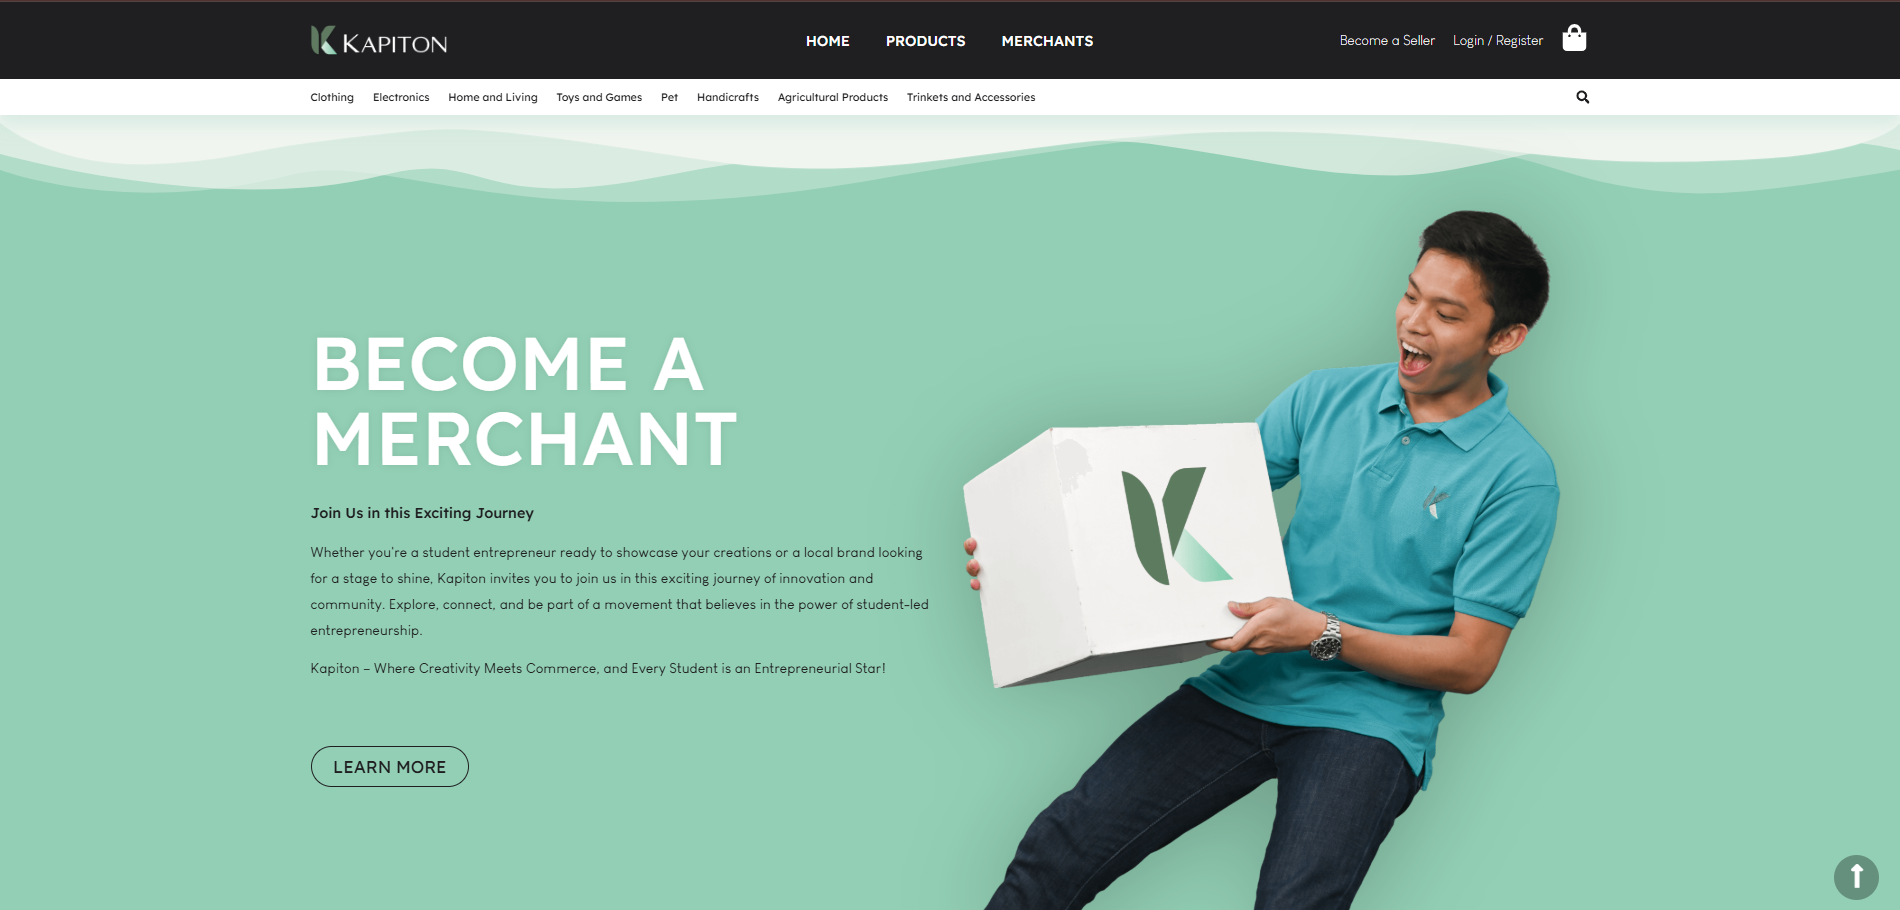 KAPITON
HOME PRODUCTS MERCHANTS
Become a Seller Login / Register
Clothing Electronics Home and Living Toys and Games Pet Handicrafts Agricultural Products Trinkets and Accessories
BECOME A
MERCHANT
Join Us in this Exciting Journey
Whether you're a student entrepreneur ready to showcase your creations or a local brand looking
for a stage to shine, Kapiton invites you to join us in this exciting journey of innovation and
community. Explore, connect, and be part of a movement that believes in the power of student-led
entrepreneurship.
Kapiton – Where Creativity Meets Commerce, and Every Student is an Entrepreneurial Star!
LEARN MORE